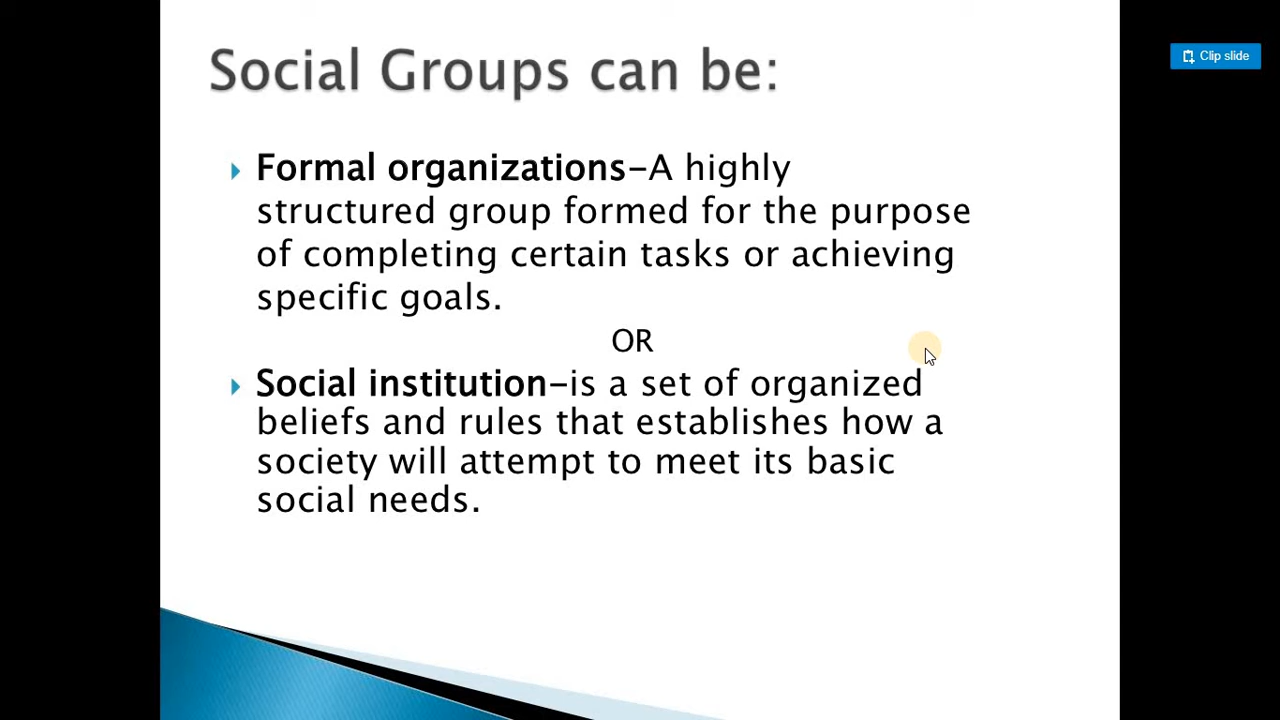 Social Groups can be:
Clip slide
Formal organizations-A highly
structured group formed for the purpose
of completing certain tasks or achieving
specific goals.
OR
Social institution-is a set of organized
beliefs and rules that establishes how a
society will attempt to meet its basic
social needs.